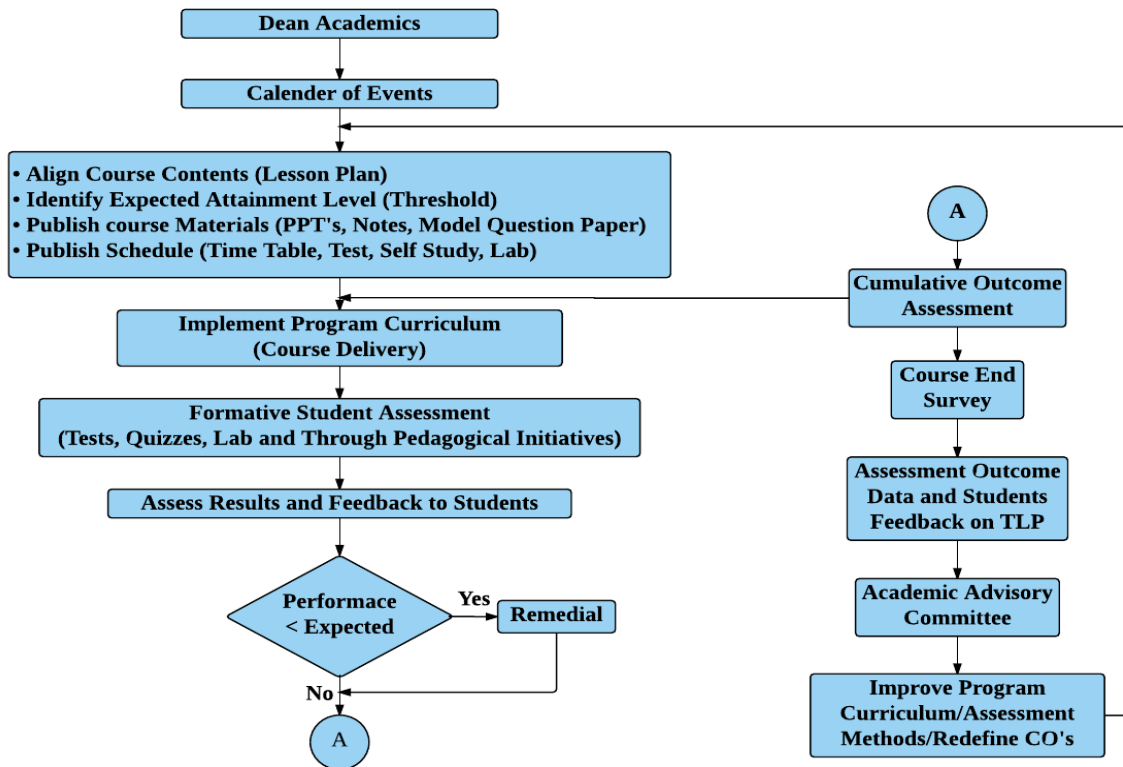 Dean Academics
Calender of Events
• Align Course Contents (Lesson Plan)
• Identify Expected Attainment Level (Threshold)
• Publish course Materials (PPT's, Notes, Model Question Paper)
• Publish Schedule (Time Table, Test, Self Study, Lab)
Implement Program Curriculum
(Course Delivery)
Formative Student Assessment
(Tests, Quizzes, Lab and Through Pedagogical Initiatives)
Assess Results and Feedback to Students
Performace
< Expected
Yes
Remedial
No
A
A
Cumulative Outcome
Assessment
Course End
Survey
Assessment Outcome
Data and Students
Feedback on TLP
Academic Advisory
Committee
Improve Program
Curriculum/Assessment
Methods/Redefine CO's